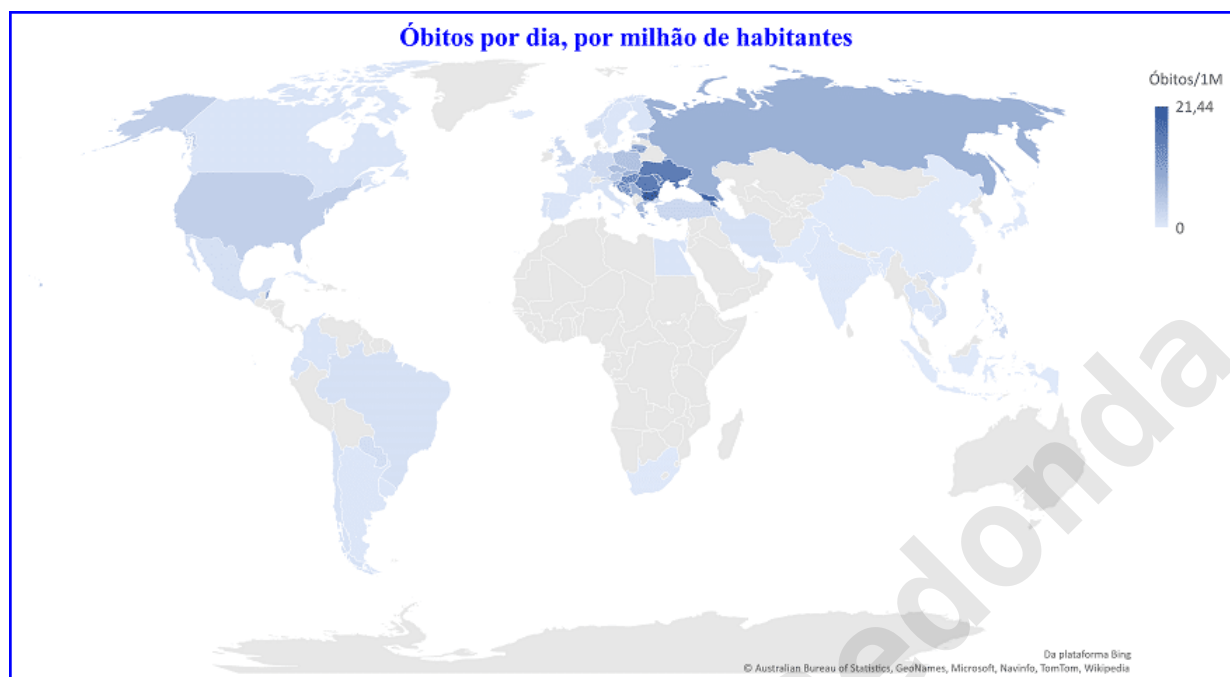 Óbitos por dia, por milhão de habitantes
Óbitos/1M
21,44
0
edonda
Da plataforma Bing
© Australian Bureau of Statistics, GeoNames, Microsoft, Navinfo, TomTom, Wikipedia